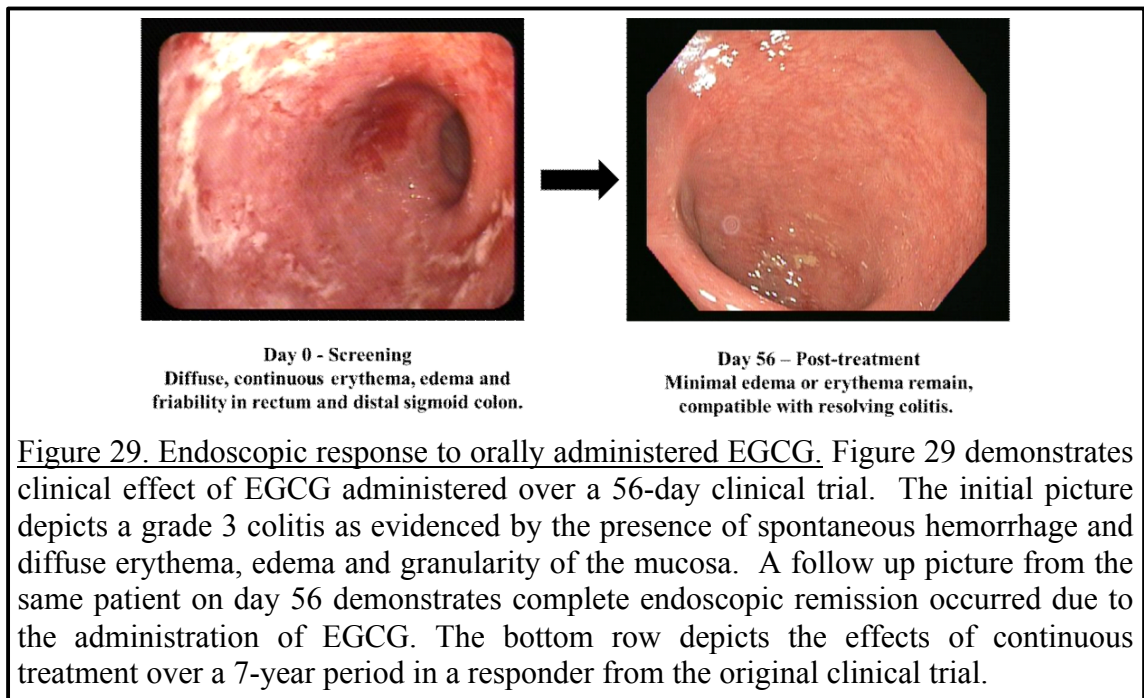 Day 0 - Screening
Diffuse, continuous erythema, edema and
friability in rectum and distal sigmoid colon.
Day 56 – Post-treatment
Minimal edema or erythema remain,
compatible with resolving colitis.
Figure 29. Endoscopic response to orally administered EGCG. Figure 29 demonstrates
clinical effect of EGCG administered over a 56-day clinical trial. The initial picture
depicts a grade 3 colitis as evidenced by the presence of spontaneous hemorrhage and
diffuse erythema, edema and granularity of the mucosa. A follow up picture from the
same patient on day 56 demonstrates complete endoscopic remission occurred due to
the administration of EGCG. The bottom row depicts the effects of continuous
treatment over a 7-year period in a responder from the original clinical trial.